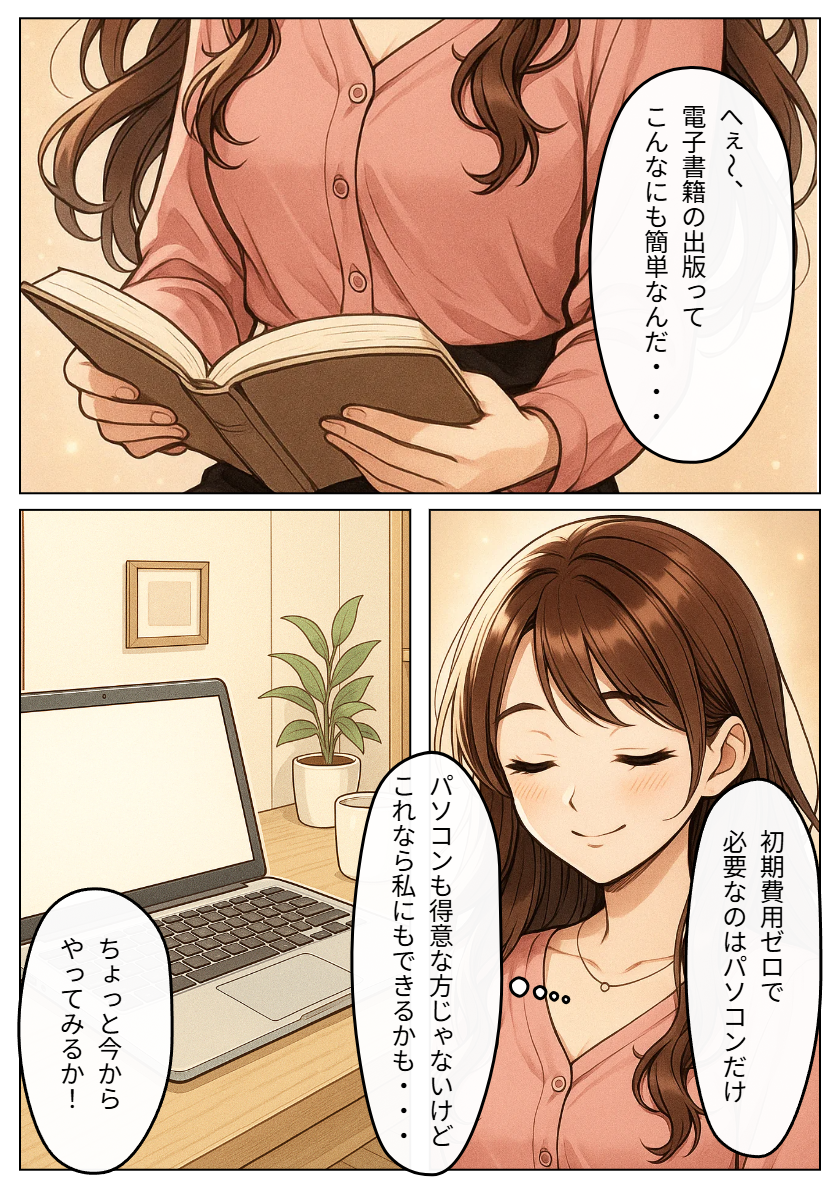 へぇ～、
電子書籍の出版って
こんなにも簡単なんだ・・・
初期費用ゼロで
必要なのはパソコンだけ
パソコンも得意な方じゃないけど
これなら私にもできるかも・・・
ちょっと今から
やってみるか！